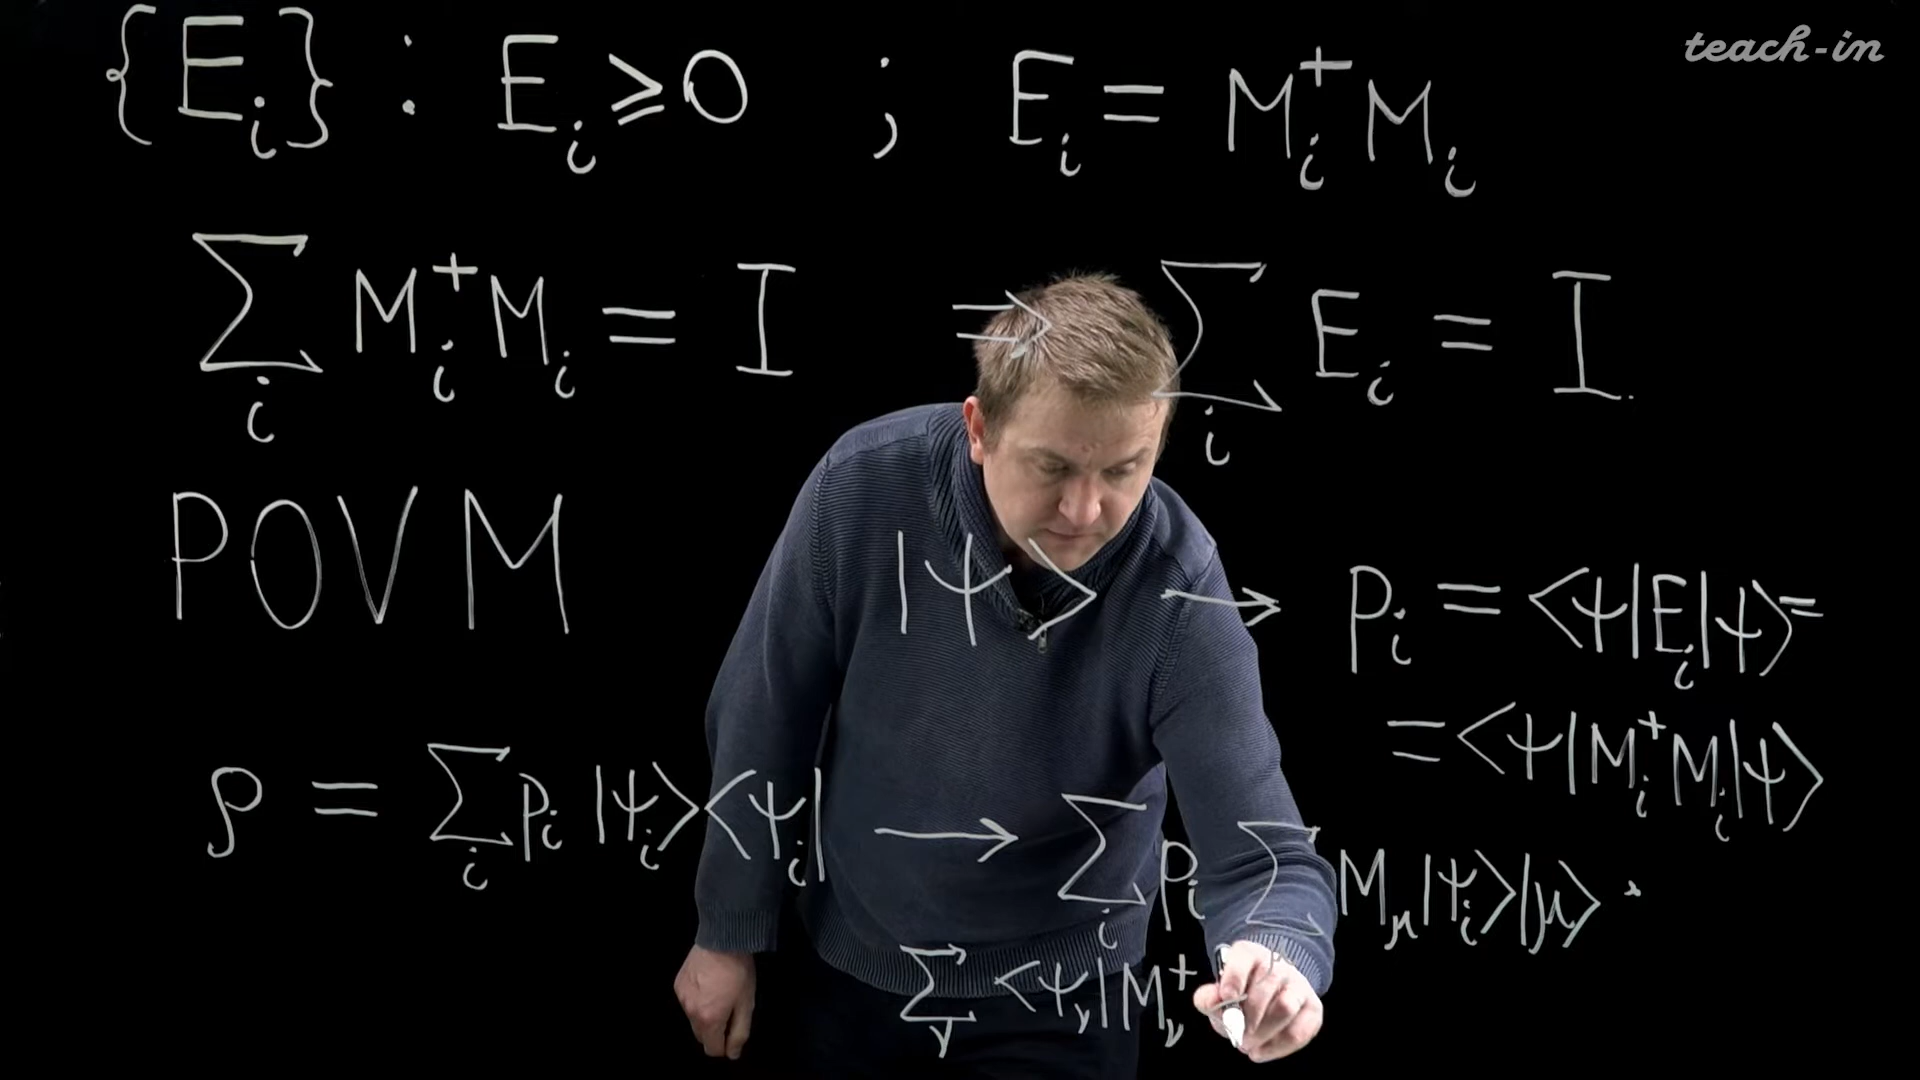 teach-in
{E_i} : E_i ⩾ 0 ; E_i = M_i^+ M_i
∑_i M_i^+ M_i = I ⇒ ∑_i E_i = I.
POVM |ψ⟩ → p_i = ⟨ψ|E_i|ψ⟩ =
= ⟨ψ|M_i^+ M_i|ψ⟩
ρ = ∑_i p_i |ψ_i⟩⟨ψ_i| → ∑_i p_i ∑ M_μ|ψ_i⟩|μ⟩ ·
∑_ν ⟨ψ_ν|M_ν^+